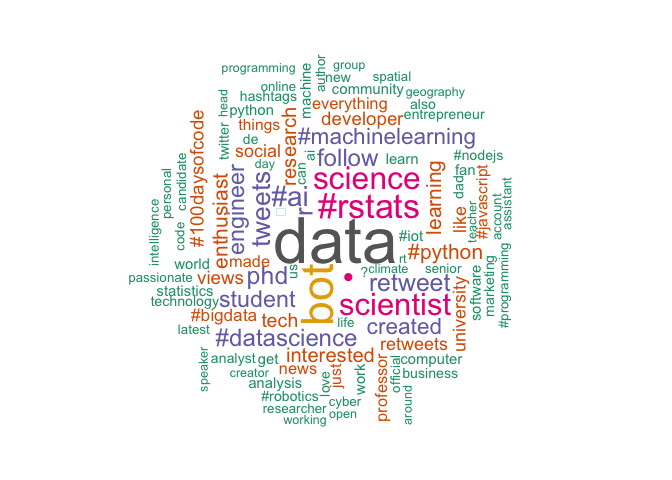 programming
group
author
new
spatial
online
machine
community
geography
head
hashtags
everything
also
python
developer
entrepreneur
twitter
things
research
#machinelearning
de
social
ai
follow
learn
#nodejs
#100daysofcode
candidate
personal
day
can
science
learning
fan
dad
#javascript
enthusiast
engineer
tweets
#ai
r
#rstats
like
teacher
account
assistant
intelligence
code
data
#iot
#python
world
made
phd
us
bot
•
?
climate
rt
senior
passionate
views
retweet
software
marketing
#programming
statistics
technology
student
scientist
university
#bigdata
tech
life
created
latest
#datascience
retweets
speaker
analyst
get
interested
computer
creator
news
just
work
professor
official
business
analysis
love
#robotics
cyber
researcher
open
around
working